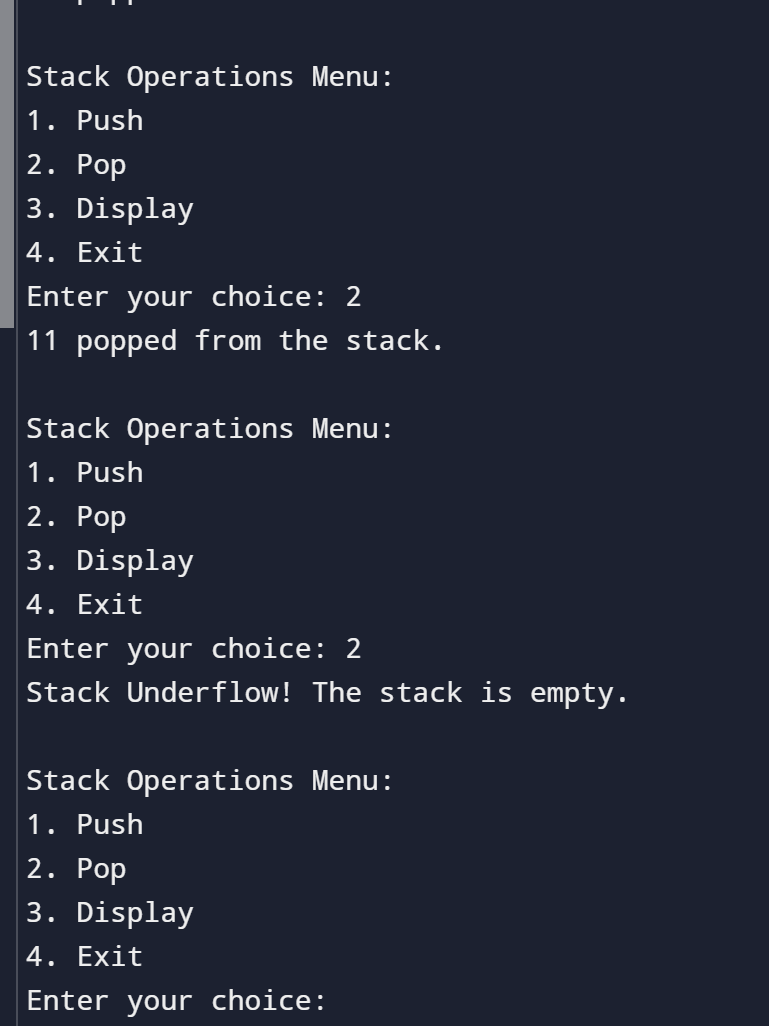 Stack Operations Menu:
1. Push
2. Pop
3. Display
4. Exit
Enter your choice: 2
11 popped from the stack.
Stack Operations Menu:
1. Push
2. Pop
3. Display
4. Exit
Enter your choice: 2
Stack Underflow! The stack is empty.
Stack Operations Menu:
1. Push
2. Pop
3. Display
4. Exit
Enter your choice: